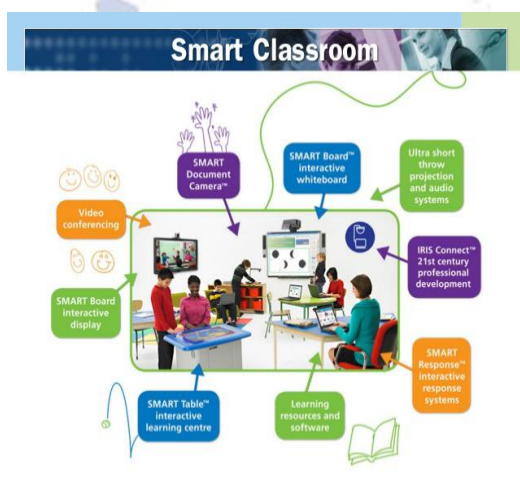 Smart Classroom
SMART
Document
Camera™
SMART Board™
interactive
whiteboard
Ultra short
throw
projection
and audio
systems
Video
conferencing
IRIS Connect™
21st century
professional
development
SMART Board
interactive
display
SMART
Response™
interactive
response
systems
SMART Table™
interactive
learning centre
Learning
resources and
software